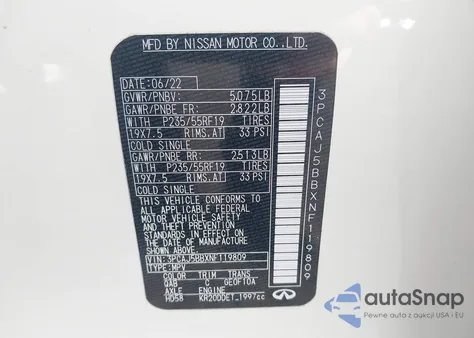 MFD BY NISSAN MOTOR CO.,LTD.
DATE:06/22
GVWR/PNBV: 5075LB
GAWR/PNBE FR: 2822LB
WITH P235/55RF19 TIRES
19X7.5 RIMS.AT 33 PSI
COLD SINGLE
GAWR/PNBE RR: 2513LB
WITH P235/55RF19 TIRES
19X7.5 RIMS.AT 33 PSI
COLD SINGLE
THIS VEHICLE CONFORMS TO
ALL APPLICABLE FEDERAL
MOTOR VEHICLE SAFETY
AND THEFT PREVENTION
STANDARDS IN EFFECT ON
THE DATE OF MANUFACTURE
SHOWN ABOVE.
VIN:3PCAJ5BBXNF119809
TYPE:MPV
COLOR TRIM TRANS
QAB C GE0FT0A
AXLE ENGINE
HD58 KR20DDET 1997cc
3PCAJ5BBXNF119809
INFINITI
autoSnap
Pewne auta z dostawą z USA i EU